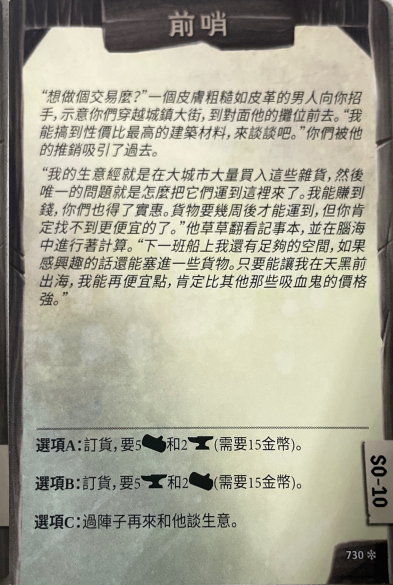 前哨
“想做個交易麼?”一個皮膚粗糙如皮革的男人向你招
手,示意你們穿越城鎮大街,到對面他的攤位前去。“我
能搞到性價比最高的建築材料,來談談吧。”你們被他
的推銷吸引了過去。
“我的生意經就是在大城市大量買入這些雜貨,然後
唯一的問題就是怎麼把它們運到這裡來了。我能賺到
錢,你們也得了實惠。貨物要幾周後才能運到,但你肯
定找不到更便宜的了。”他草草翻看記事本,並在腦海
中進行著計算。“下一班船上我還有足夠的空間,如果
感興趣的話還能塞進一些貨物。只要能讓我在天黑前
出海,我能再便宜點,肯定比其他那些吸血鬼的價格
強。”
選項A:訂貨,要5和2(需要15金幣)。
選項B:訂貨,要5和2(需要15金幣)。
選項C:過陣子再來和他談生意。
SO-10
730